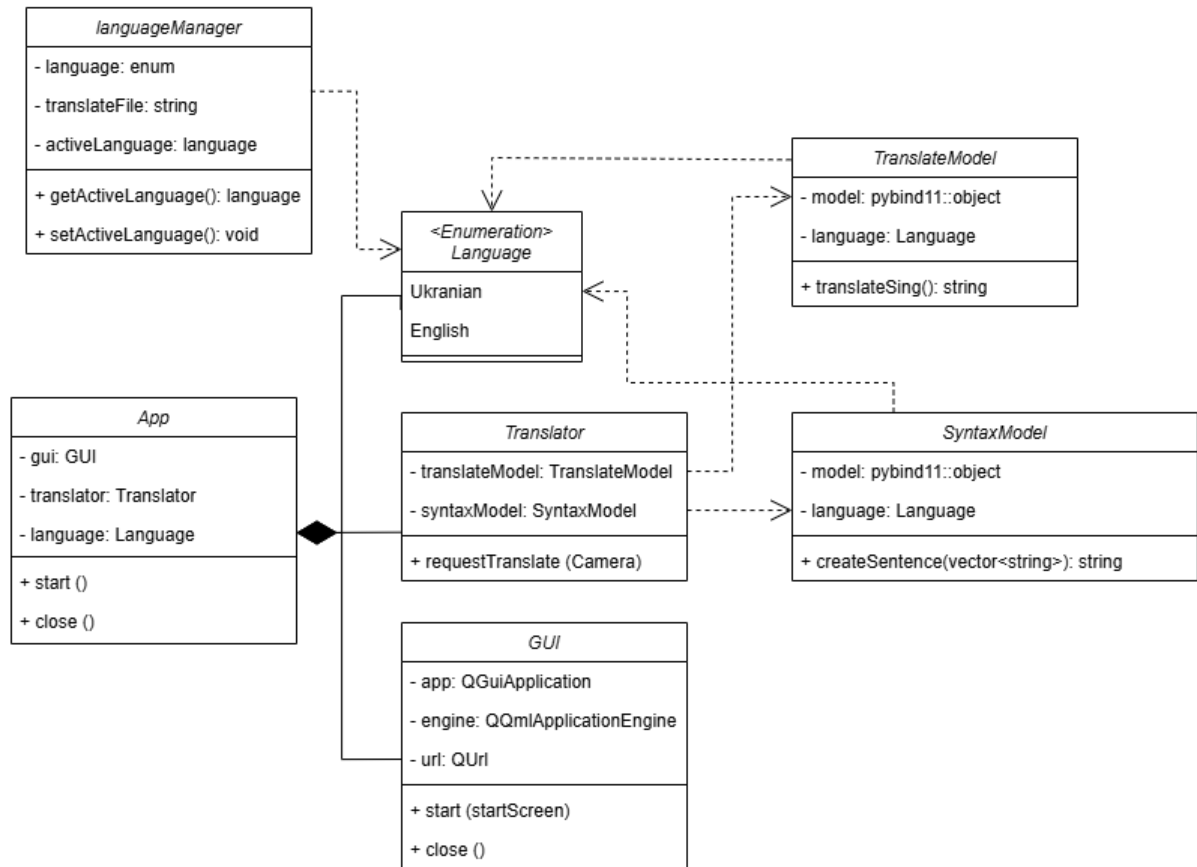 languageManager
- language: enum
- translateFile: string
- activeLanguage: language
+ getActiveLanguage(): language
+ setActiveLanguage(): void
<Enumeration>
Language
Ukranian
English
TranslateModel
- model: pybind11::object
- language: Language
+ translateSing(): string
App
- gui: GUI
- translator: Translator
- language: Language
+ start ()
+ close ()
Translator
- translateModel: TranslateModel
- syntaxModel: SyntaxModel
+ requestTranslate (Camera)
SyntaxModel
- model: pybind11::object
- language: Language
+ createSentence(vector<string>): string
GUI
- app: QGuiApplication
- engine: QQmlApplicationEngine
- url: QUrl
+ start (startScreen)
+ close ()